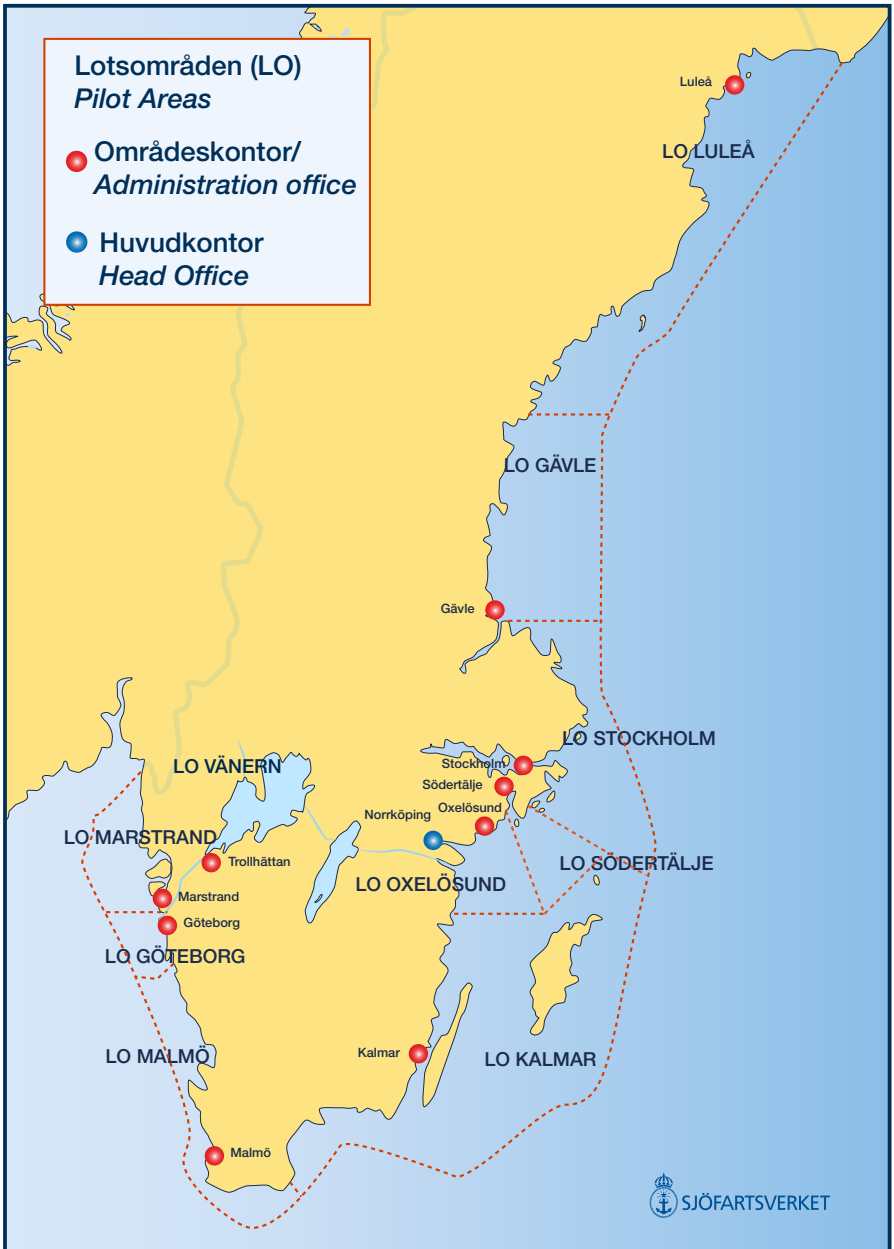 Lotsområden (LO)
Pilot Areas
Områdeskontor/
Administration office
Huvudkontor
Head Office
Luleå
LO LULEÅ
LO GÄVLE
Gävle
LO STOCKHOLM
Stockholm
LO VÄNERN
Södertälje
Oxelösund
Norrköping
LO MARSTRAND
Trollhättan
LO SÖDERTÄLJE
LO OXELÖSUND
Marstrand
Göteborg
LO GÖTEBORG
LO MALMÖ
Kalmar
LO KALMAR
Malmö
SJÖFARTSVERKET